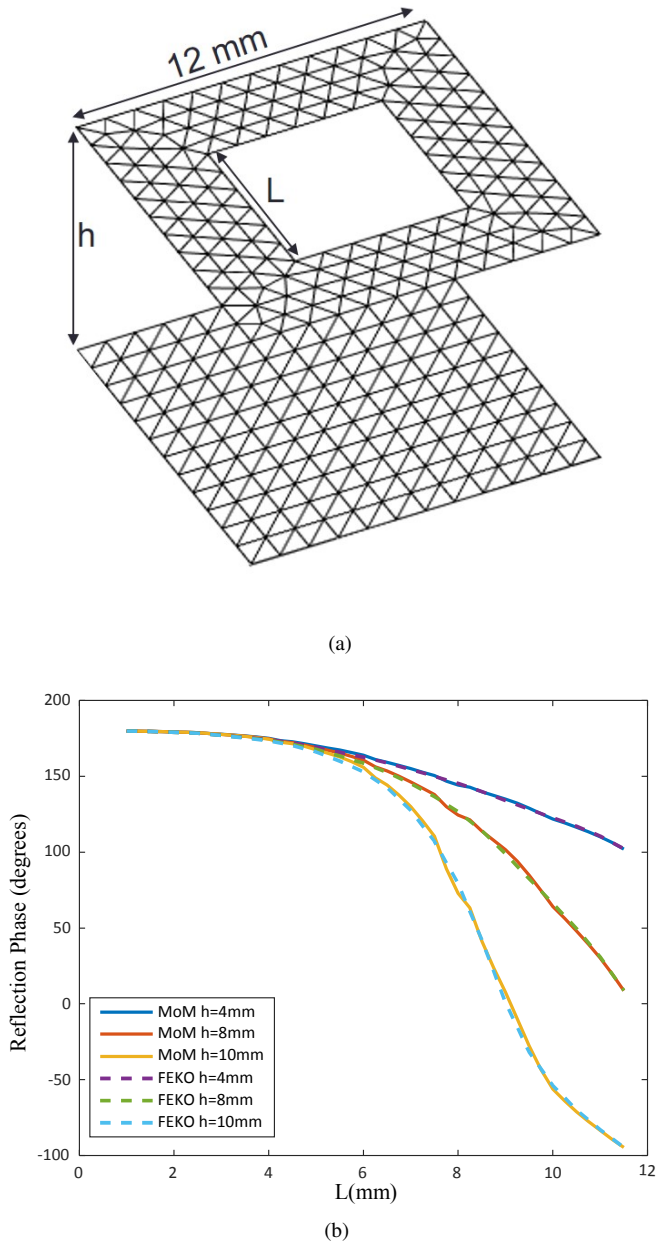 12 mm
L
h
(a)
200
150
100
50
0
-50
-100
Reflection Phase (degrees)
MoM h=4mm
MoM h=8mm
MoM h=10mm
FEKO h=4mm
FEKO h=8mm
FEKO h=10mm
0 2 4 6 8 10 12
L(mm)
(b)